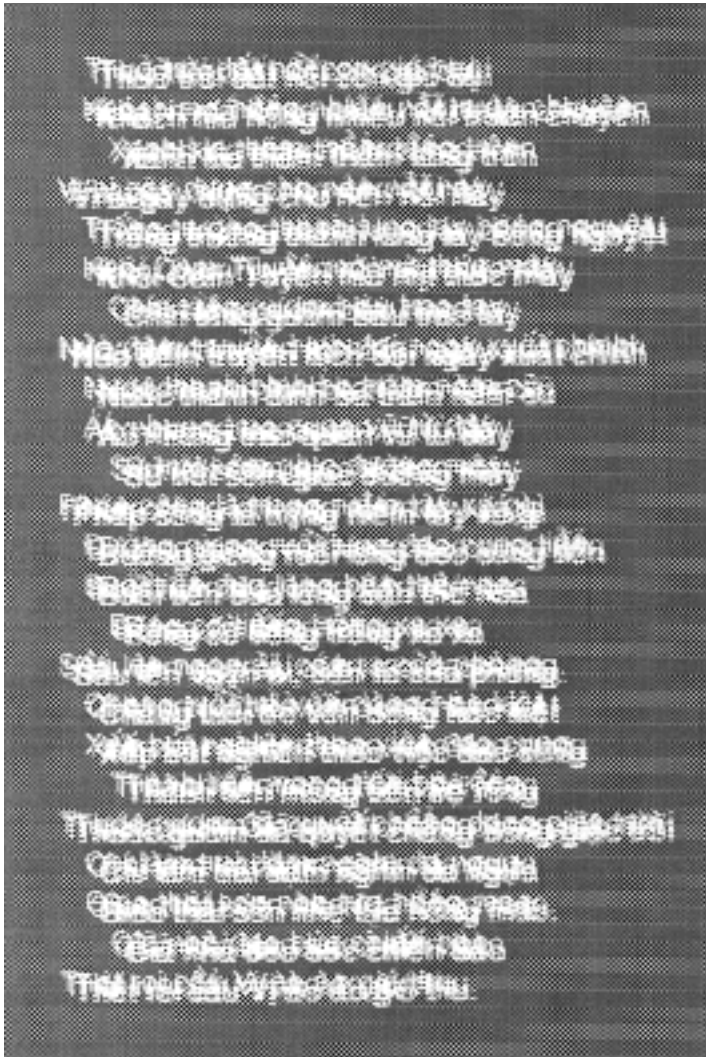 Thuở trời đất nổi cơn gió bụi
Khách má hồng nhiều nỗi truân chuyên
Xanh kia thăm thẳm tầng trên
Vì ai gây dựng cho nên nỗi này
Trống tràng thành lung lay bóng nguyệt
Khói Cam Tuyền mờ mịt thức mây
Chín tầng gươm báu trao tay
Nửa đêm truyền hịch đợi ngày xuất chinh
Nước thanh bình ba trăm năm cũ
Áo nhung trao quan vũ từ đây
Sứ trời sớm giục đường mây
Phép công là trọng niềm tây
Đường giong ruổi lưng đeo cung tiễn
Buổi tiễn đưa lòng bận thê noa
Bóng cờ tiếng trống xa xa
Sầu lên ngọn ải, oán ra cửa phòng.
Chàng tuổi trẻ vốn dòng hào kiệt
Xếp bút nghiên theo việc đao cung
Thành liền mong tiến bệ rồng
Thước gươm đã quyết chẳng dung giặc trời
Chí làm trai dặm nghìn da ngựa
Gieo thái sơn nhẹ tựa hồng mao.
Giã nhà đeo bức chiến bào
Thét roi cầu Vị, ào ào gió thu.